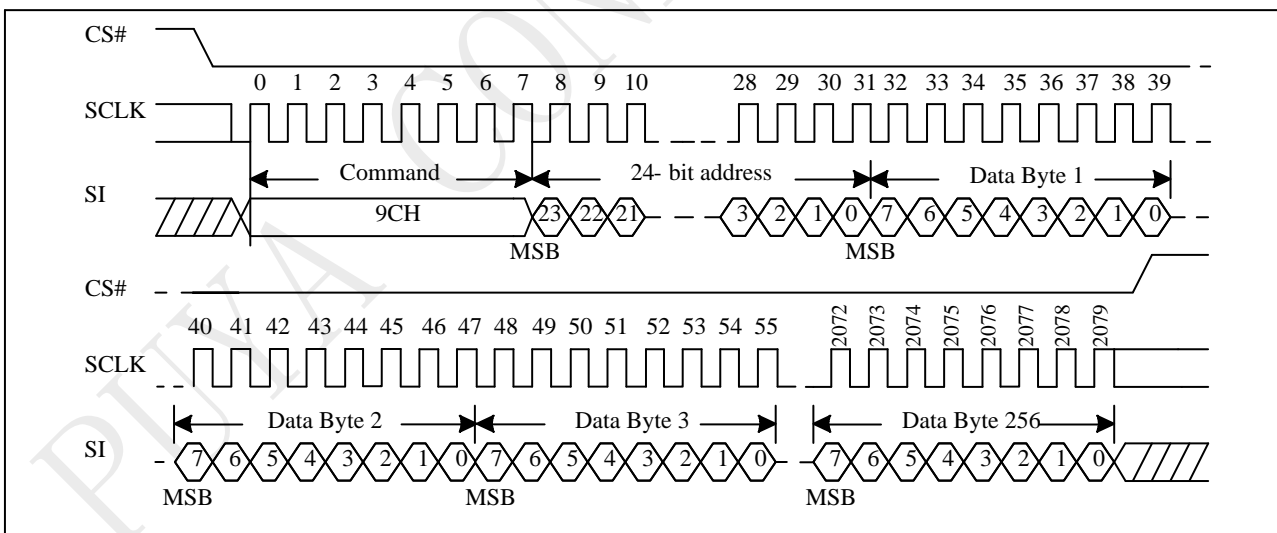 CS#
0 1 2 3 4 5 6 7 8 9 10 28 29 30 31 32 33 34 35 36 37 38 39
SCLK
Command 24- bit address Data Byte 1
SI
9CH 23 22 21 3 2 1 0 7 6 5 4 3 2 1 0
MSB MSB
CS#
40 41 42 43 44 45 46 47 48 49 50 51 52 53 54 55 2072 2073 2074 2075 2076 2077 2078 2079
SCLK
Data Byte 2 Data Byte 3 Data Byte 256
SI
7 6 5 4 3 2 1 0 7 6 5 4 3 2 1 0 7 6 5 4 3 2 1 0
MSB MSB MSB
PUYA CON